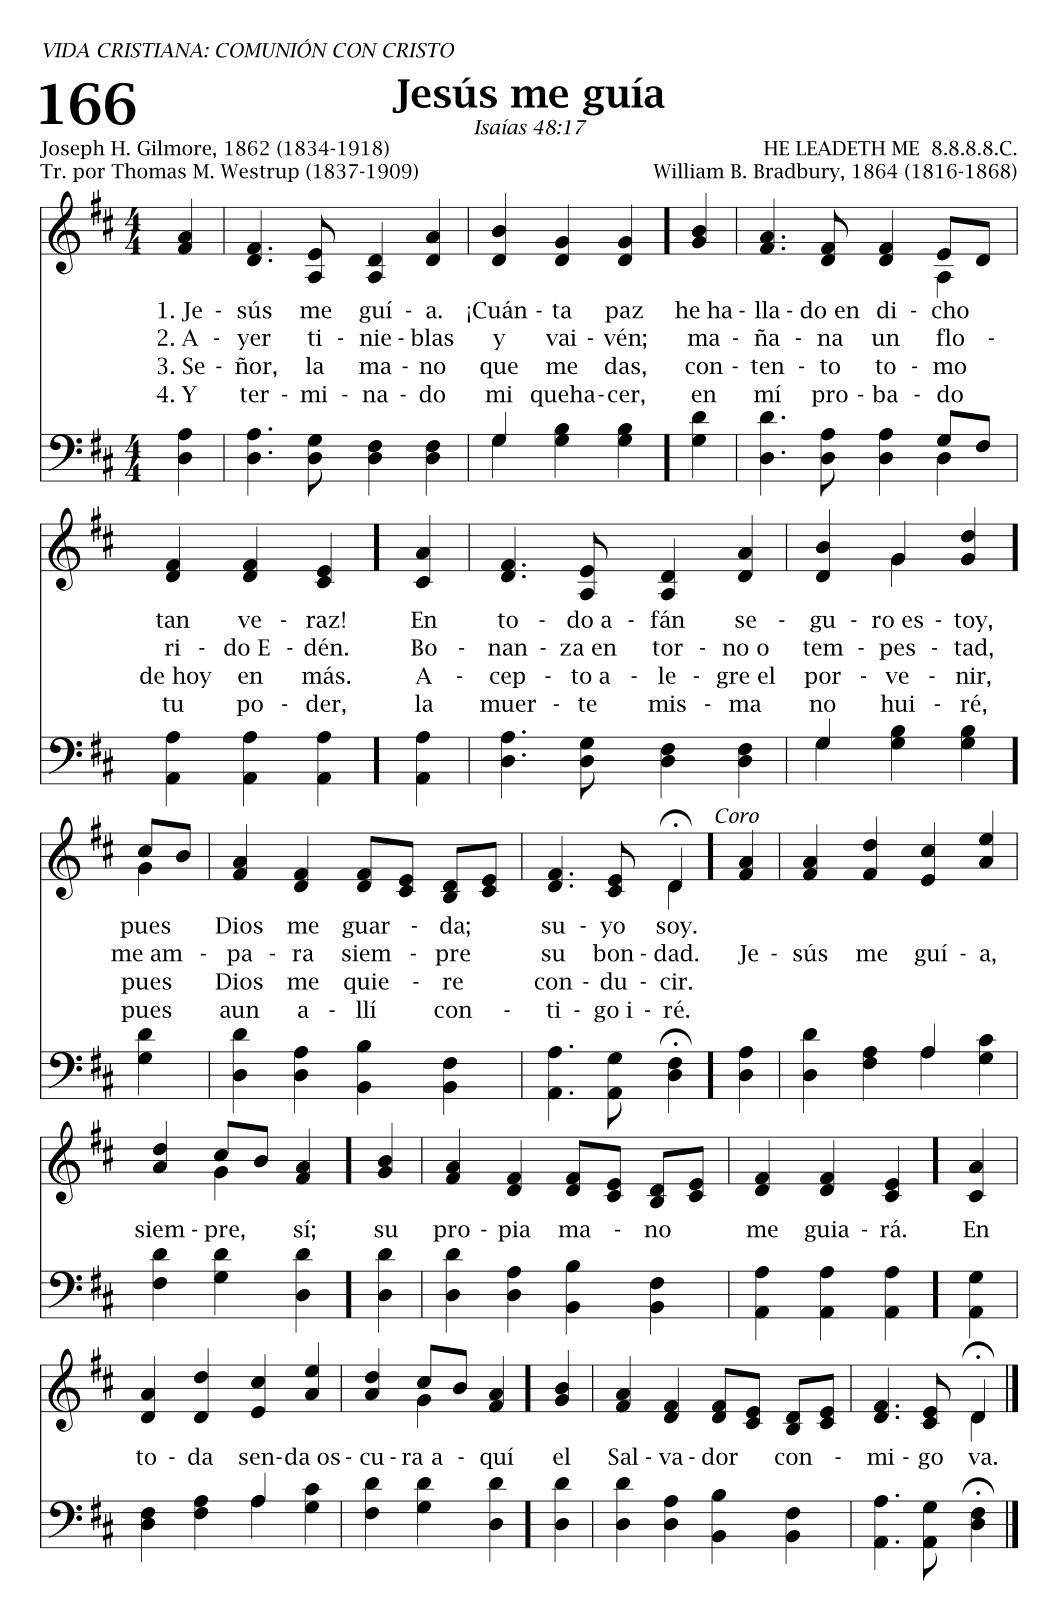 VIDA CRISTIANA: COMUNIÓN CON CRISTO
166
Jesús me guía
Isaías 48:17
Joseph H. Gilmore, 1862 (1834-1918)
HE LEADETH ME 8.8.8.8.C.
Tr. por Thomas M. Westrup (1837-1909)
William B. Bradbury, 1864 (1816-1868)
1. Je - sús me guí - a. ¡Cuán - ta paz he ha - lla - do en di - cho
2. A - yer ti - nie - blas y vai - vén; ma - ña - na un flo -
3. Se - ñor, la ma - no que me das, con - ten - to to - mo
4. Y ter - mi - na - do mi queha - cer, en mí pro - ba - do
tan ve - raz! En to - do a - fán se - gu - ro es - toy,
ri - do E - dén. Bo - nan - za en tor - no o tem - pes - tad,
de hoy en más. A - cep - to a - le - gre el por - ve - nir,
tu po - der, la muer - te mis - ma no hui - ré,
Coro
pues Dios me guar - da; su - yo soy.
me am - pa - ra siem - pre su bon - dad. Je - sús me guí - a,
pues Dios me quie - re con - du - cir.
pues aun a - llí con - ti - go i - ré.
siem - pre, sí; su pro - pia ma - no me guia - rá. En
to - da sen - da os - cu - ra a - quí el Sal - va - dor con - mi - go va.